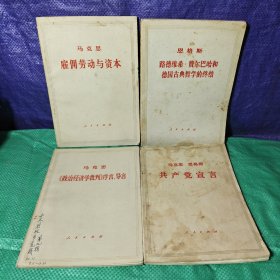 马克思
雇佣劳动与资本
人民出版社
恩格斯
路德维希·费尔巴哈和
德国古典哲学的终结
人民出版社
马克思
《政治经济学批判》序言、导言
人民出版社
马克思 恩格斯
共产党宣言
人民出版社